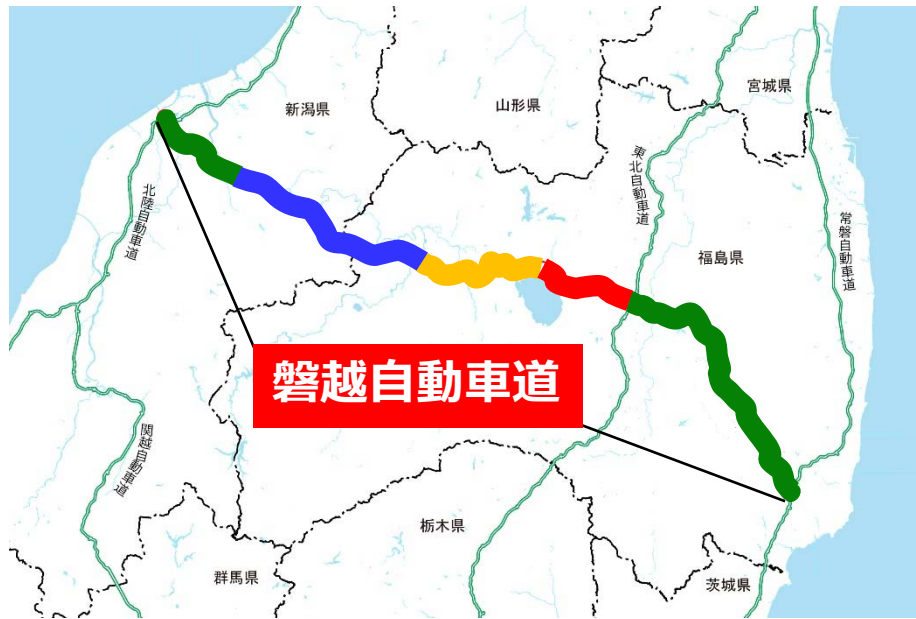 宮城県
新潟県
山形県
東北自動車道
北陸自動車道
常磐自動車道
福島県
磐越自動車道
関越自動車道
栃木県
群馬県
茨城県